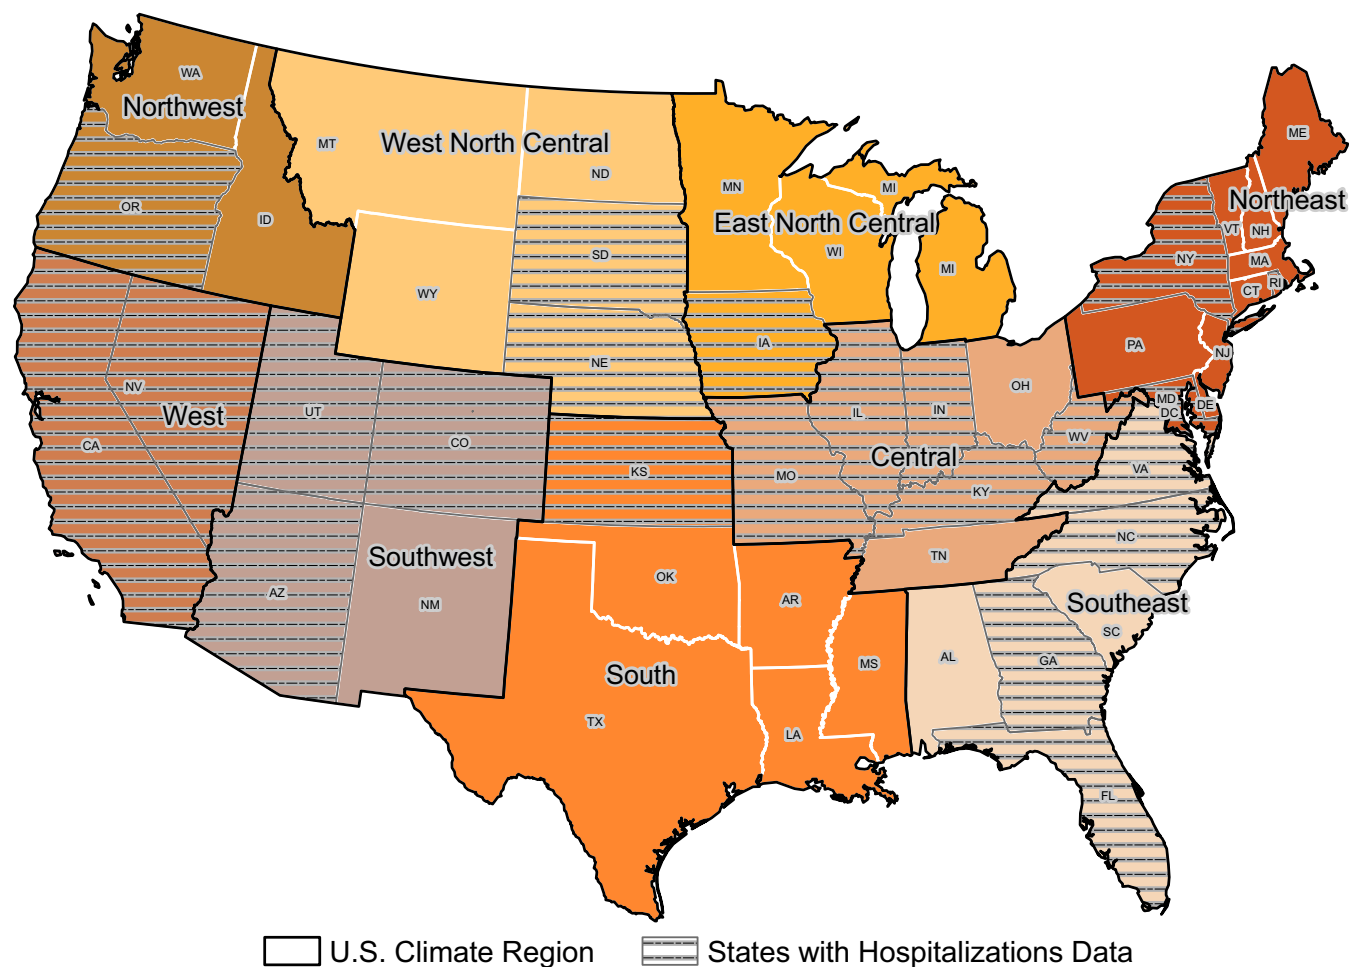 WA
Northwest
ME
West North Central
MT
ND
MN
MI
Northeast
OR
ID
East North Central
VT
NH
WI
SD
NY
MA
MI
RI
CT
WY
IA
PA
NJ
NE
OH
NV
UT
West
IL
IN
MD
DC
DE
CA
CO
WV
Central
KS
MO
KY
VA
NC
Southwest
TN
OK
AZ
NM
AR
Southeast
SC
South
MS
AL
GA
TX
LA
FL
U.S. Climate Region
States with Hospitalizations Data